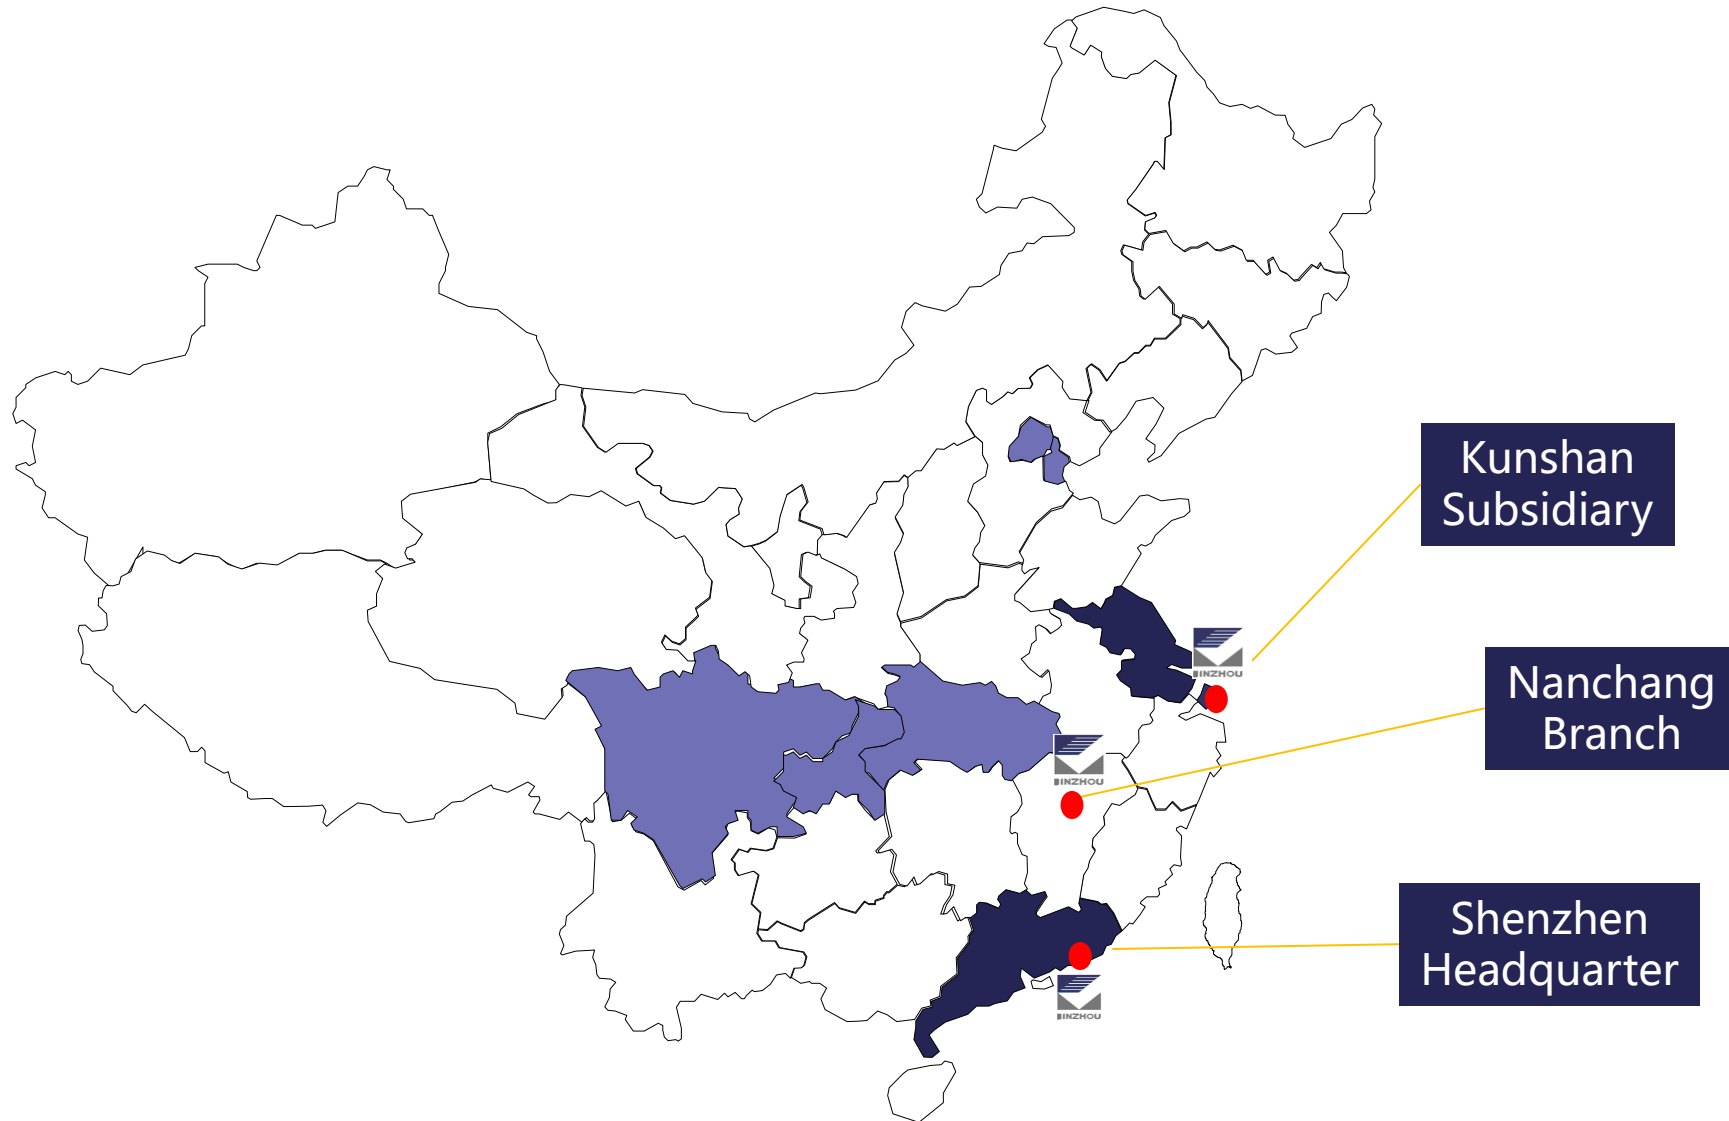 Kunshan
Subsidiary
BINZHOU
Nanchang
Branch
BINZHOU
Shenzhen
Headquarter
BINZHOU